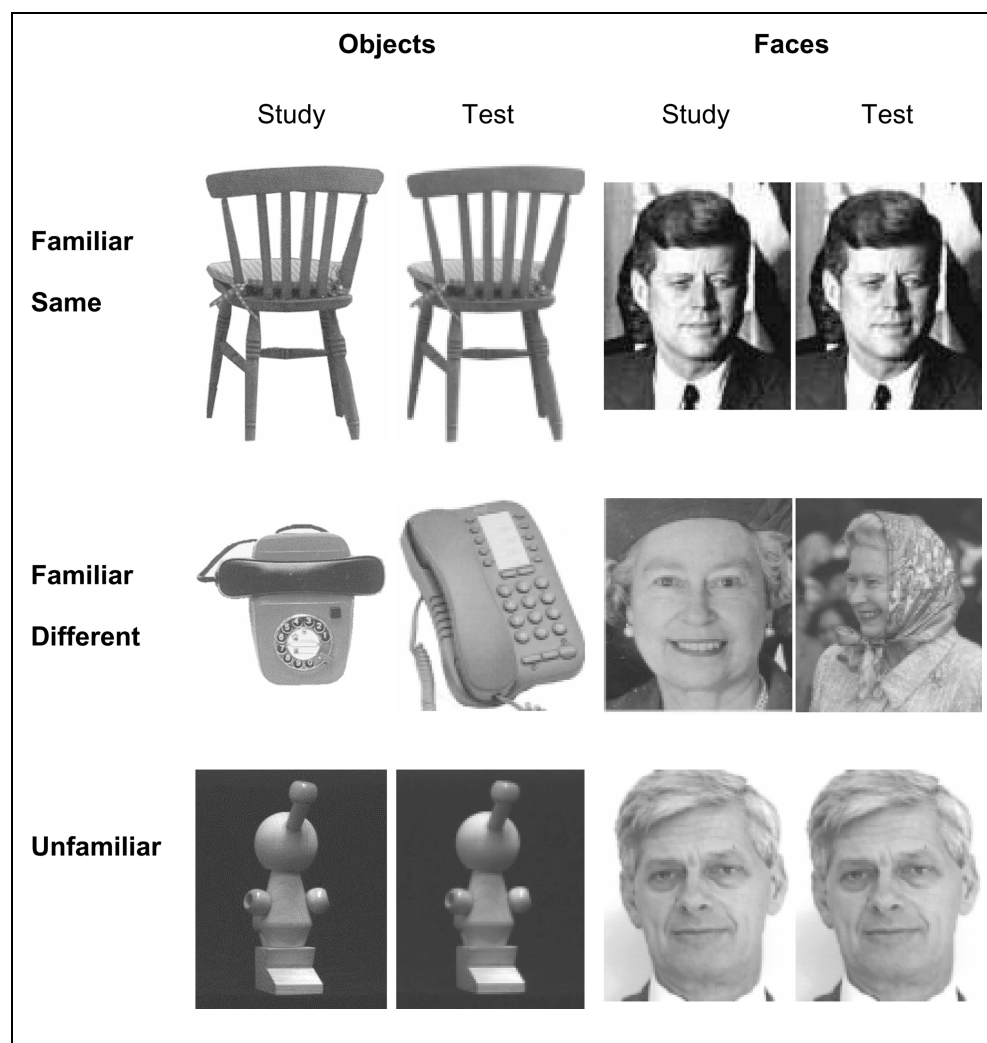 Objects Faces
Study Test Study Test
Familiar
Same
Familiar
Different
Unfamiliar